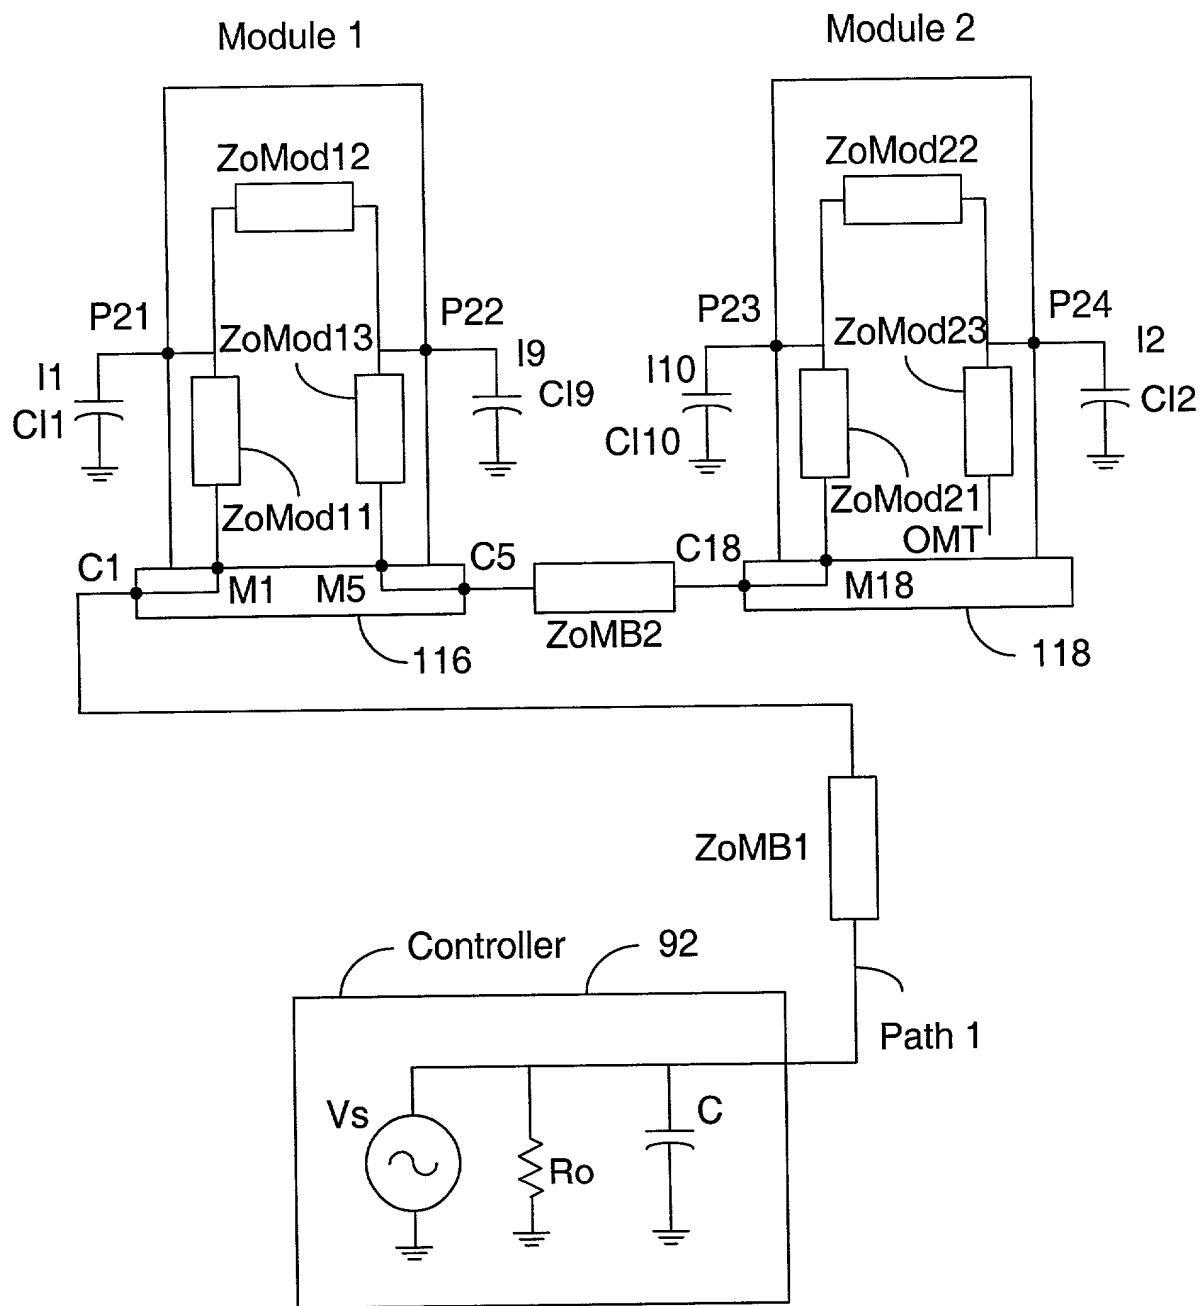 Module 1
Module 2
ZoMod12
ZoMod22
P21
P22
P23
P24
ZoMod13
ZoMod23
I1
CI1
I9
CI9
I10
CI10
I2
CI2
ZoMod11
ZoMod21
OMT
C1
M1
M5
C5
C18
M18
ZoMB2
116
118
ZoMB1
Controller
92
Path 1
Vs
Ro
C